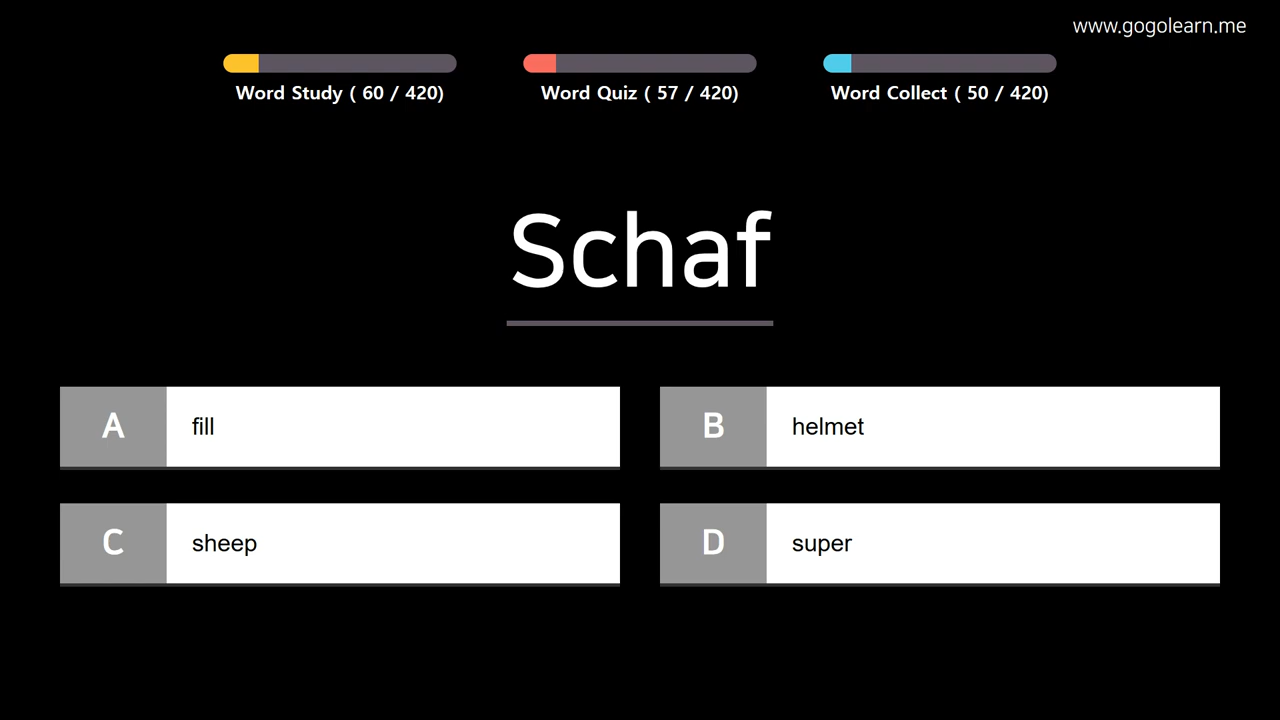 www.gogolearn.me
Word Study ( 60 / 420)
Word Quiz ( 57 / 420)
Word Collect ( 50 / 420)
Schaf
A fill
B helmet
C sheep
D super